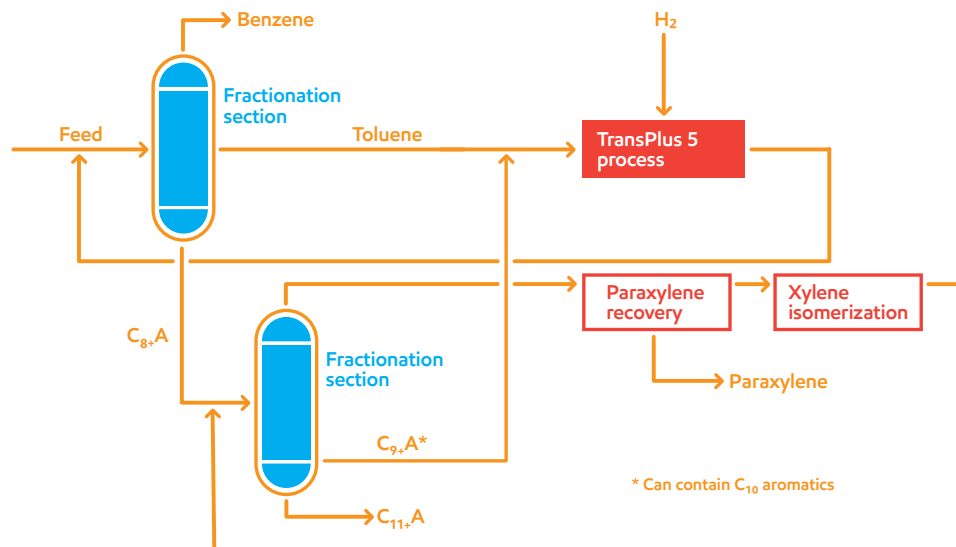 Benzene
H₂
Fractionation
section
Feed
Toluene
TransPlus 5
process
Paraxylene
recovery
Xylene
isomerization
C₈₊A
Fractionation
section
Paraxylene
C₉₊A*
* Can contain C₁₀ aromatics
C₁₁₊A